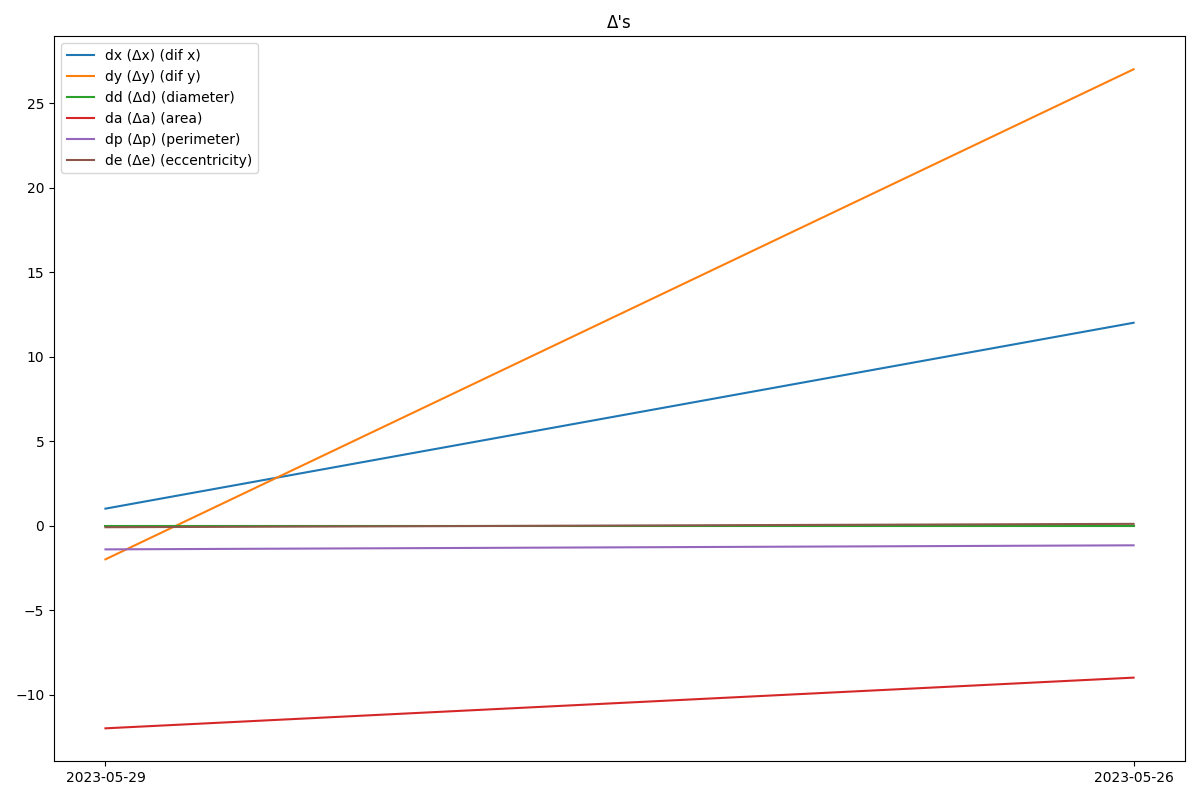 Δ's
dx (Δx) (dif x)
dy (Δy) (dif y)
dd (Δd) (diameter)
da (Δa) (area)
dp (Δp) (perimeter)
de (Δe) (eccentricity)
25
20
15
10
5
0
−5
−10
2023-05-29 2023-05-26